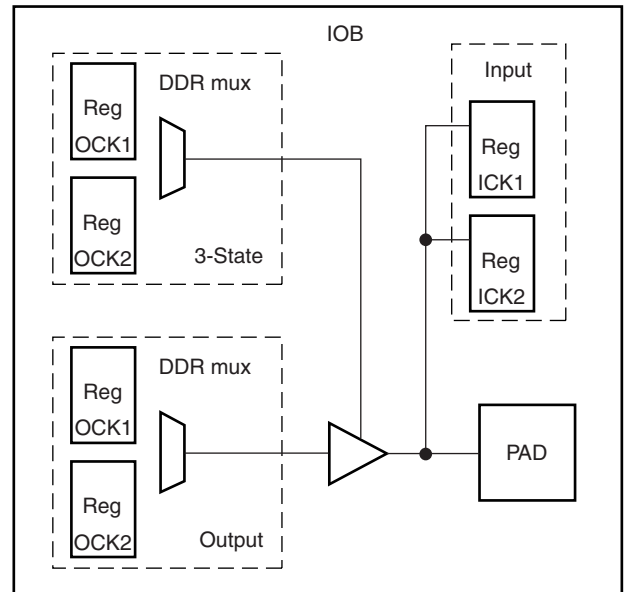 IOB
DDR mux
Reg
OCK1
Reg
OCK2
3-State
Input
Reg
ICK1
Reg
ICK2
DDR mux
Reg
OCK1
Reg
OCK2
Output
PAD